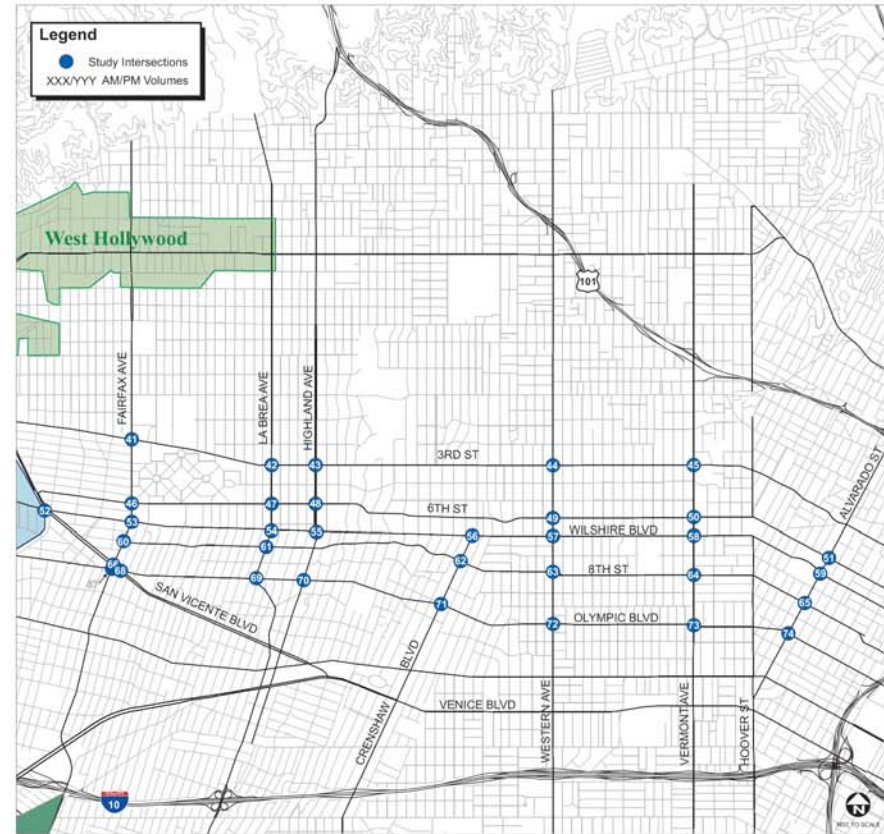 Legend
Study Intersections
XXX/YYY AM/PM Volumes
West Hollywood
101
FAIRFAX AVE
LA BREA AVE
HIGHLAND AVE
41
42
43
3RD ST
44
45
ALVARADO ST
46
47
48
6TH ST
49
50
52
53
54
55
56
57
WILSHIRE BLVD
58
51
60
61
62
63
8TH ST
64
59
66
68
69
70
71
65
SAN VICENTE BLVD
72
OLYMPIC BLVD
73
74
CRENSHAW BLVD
VENICE BLVD
WESTERN AVE
VERMONT AVE
HOOVER ST
10
N
NOT TO SCALE